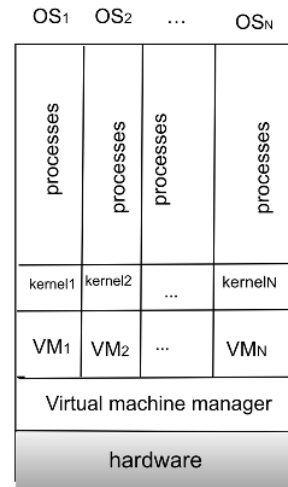 OS1 OS2 ... OSN
processes processes processes processes
kernel1 kernel2 ... kernelN
VM1 VM2 ... VMN
Virtual machine manager
hardware